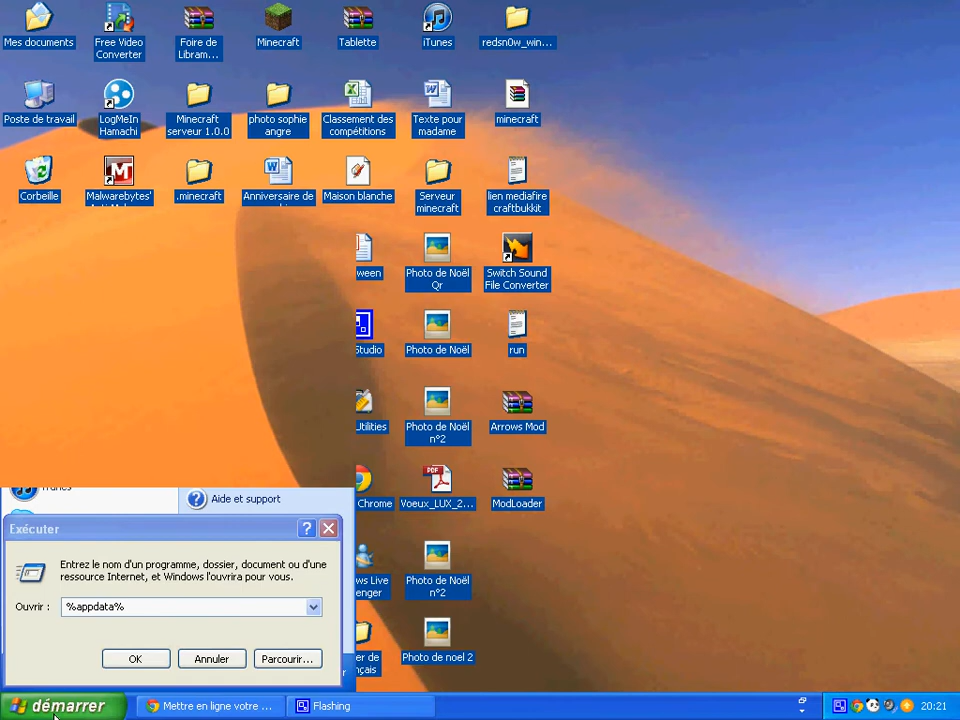 Mes documents
Free Video Converter
Foire de Libram...
Minecraft
Tablette
iTunes
redsn0w_win...
Poste de travail
LogMeIn Hamachi
Minecraft serveur 1.0.0
photo sophie angre
Classement des compétitions
Texte pour madame
minecraft
Corbeille
Malwarebytes'
.minecraft
Anniversaire de
Maison blanche
Serveur minecraft
lien mediafire craftbukkit
ween
Photo de Noël Qr
Switch Sound File Converter
Studio
Photo de Noël
run
Utilities
Photo de Noël n°2
Arrows Mod
Chrome
Voeux_LUX_2...
ModLoader
ws Live enger
Photo de Noël n°2
er de çais
Photo de noel 2
iTunes
Aide et support
Exécuter
Entrez le nom d'un programme, dossier, document ou d'une
ressource Internet, et Windows l'ouvrira pour vous.
Ouvrir : %appdata%
OK Annuler Parcourir...
démarrer
Mettre en ligne votre ...
Flashing
20:21